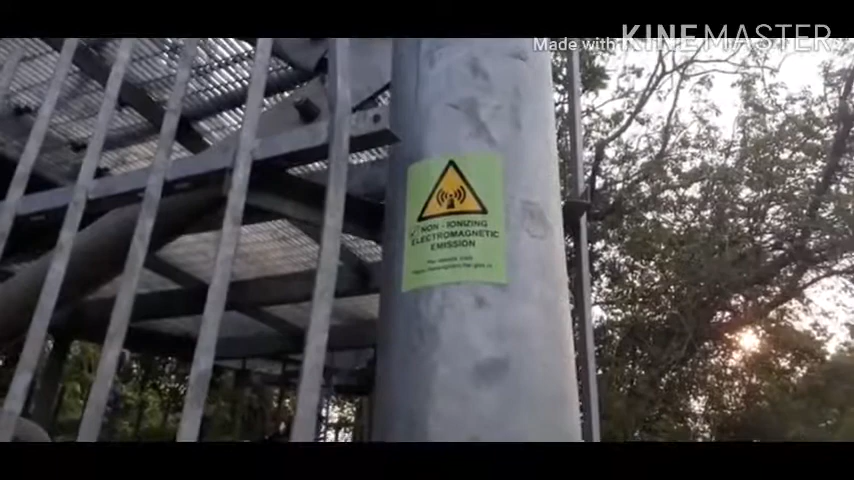 Made with KINEMASTER
NON - IONIZING
ELECTROMAGNETIC
EMISSION